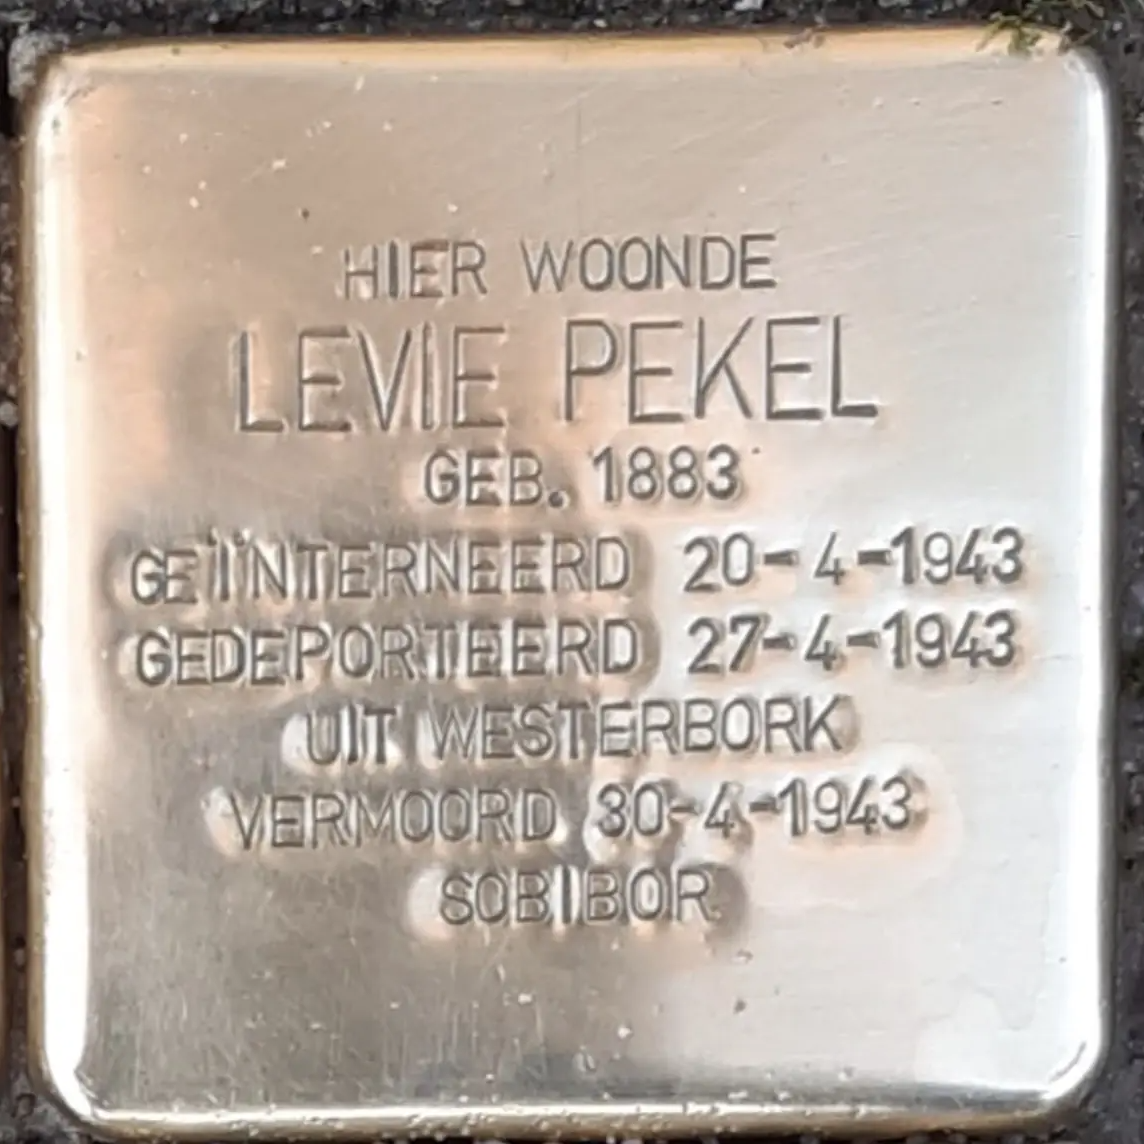 HIER WOONDE
LEVIE PEKEL
GEB. 1883
GEÏNTERNEERD 20-4-1943
GEDEPORTEERD 27-4-1943
UIT WESTERBORK
VERMOORD 30-4-1943
SOBIBOR